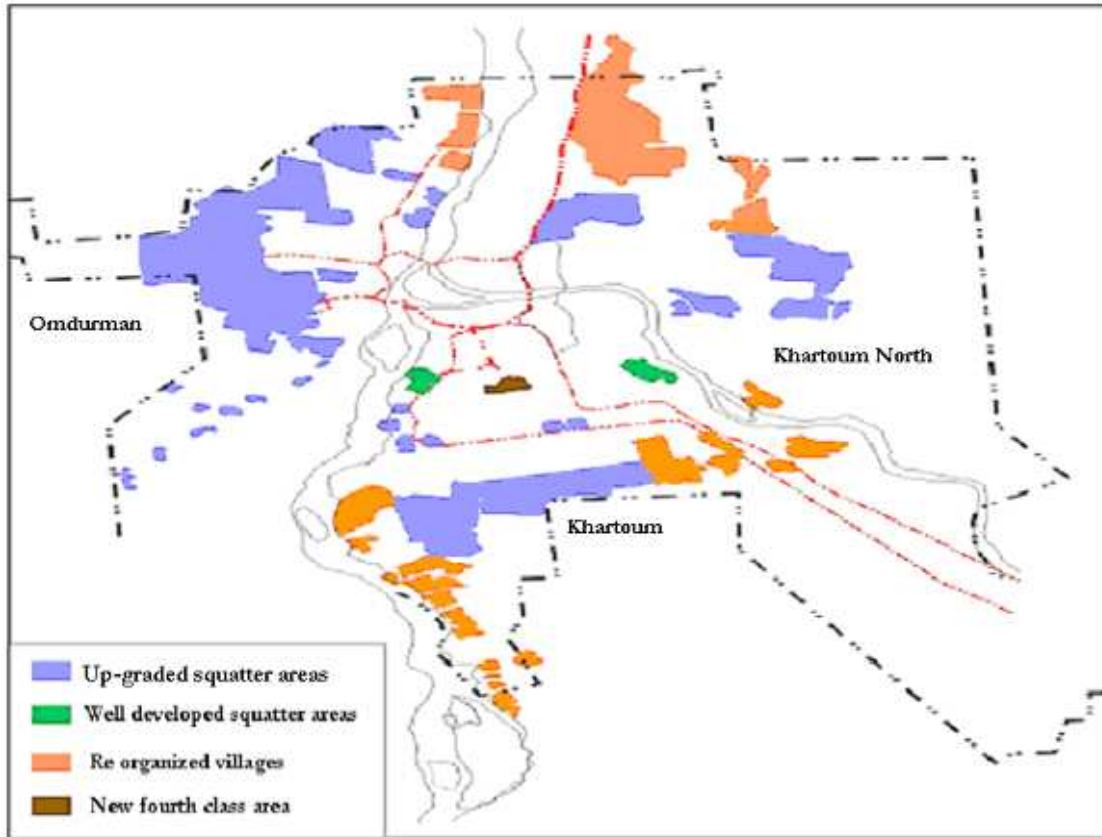 Omdurman
Khartoum North
Khartoum
Up-graded squatter areas
Well developed squatter areas
Re organized villages
New fourth class area